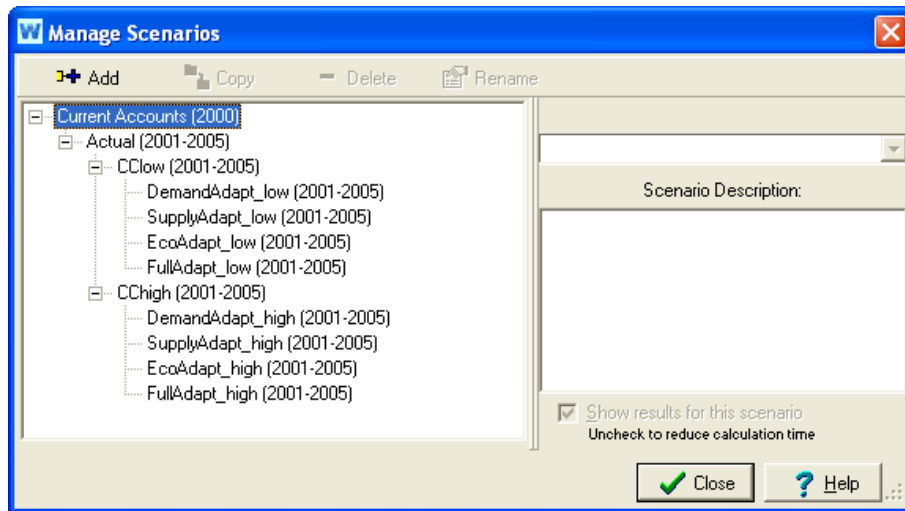 W Manage Scenarios
Add Copy Delete Rename
Current Accounts (2000)
Actual (2001-2005)
CClow (2001-2005)
DemandAdapt_low (2001-2005)
SupplyAdapt_low (2001-2005)
EcoAdapt_low (2001-2005)
FullAdapt_low (2001-2005)
CChigh (2001-2005)
DemandAdapt_high (2001-2005)
SupplyAdapt_high (2001-2005)
EcoAdapt_high (2001-2005)
FullAdapt_high (2001-2005)
Scenario Description:
Show results for this scenario
Uncheck to reduce calculation time
Close ? Help